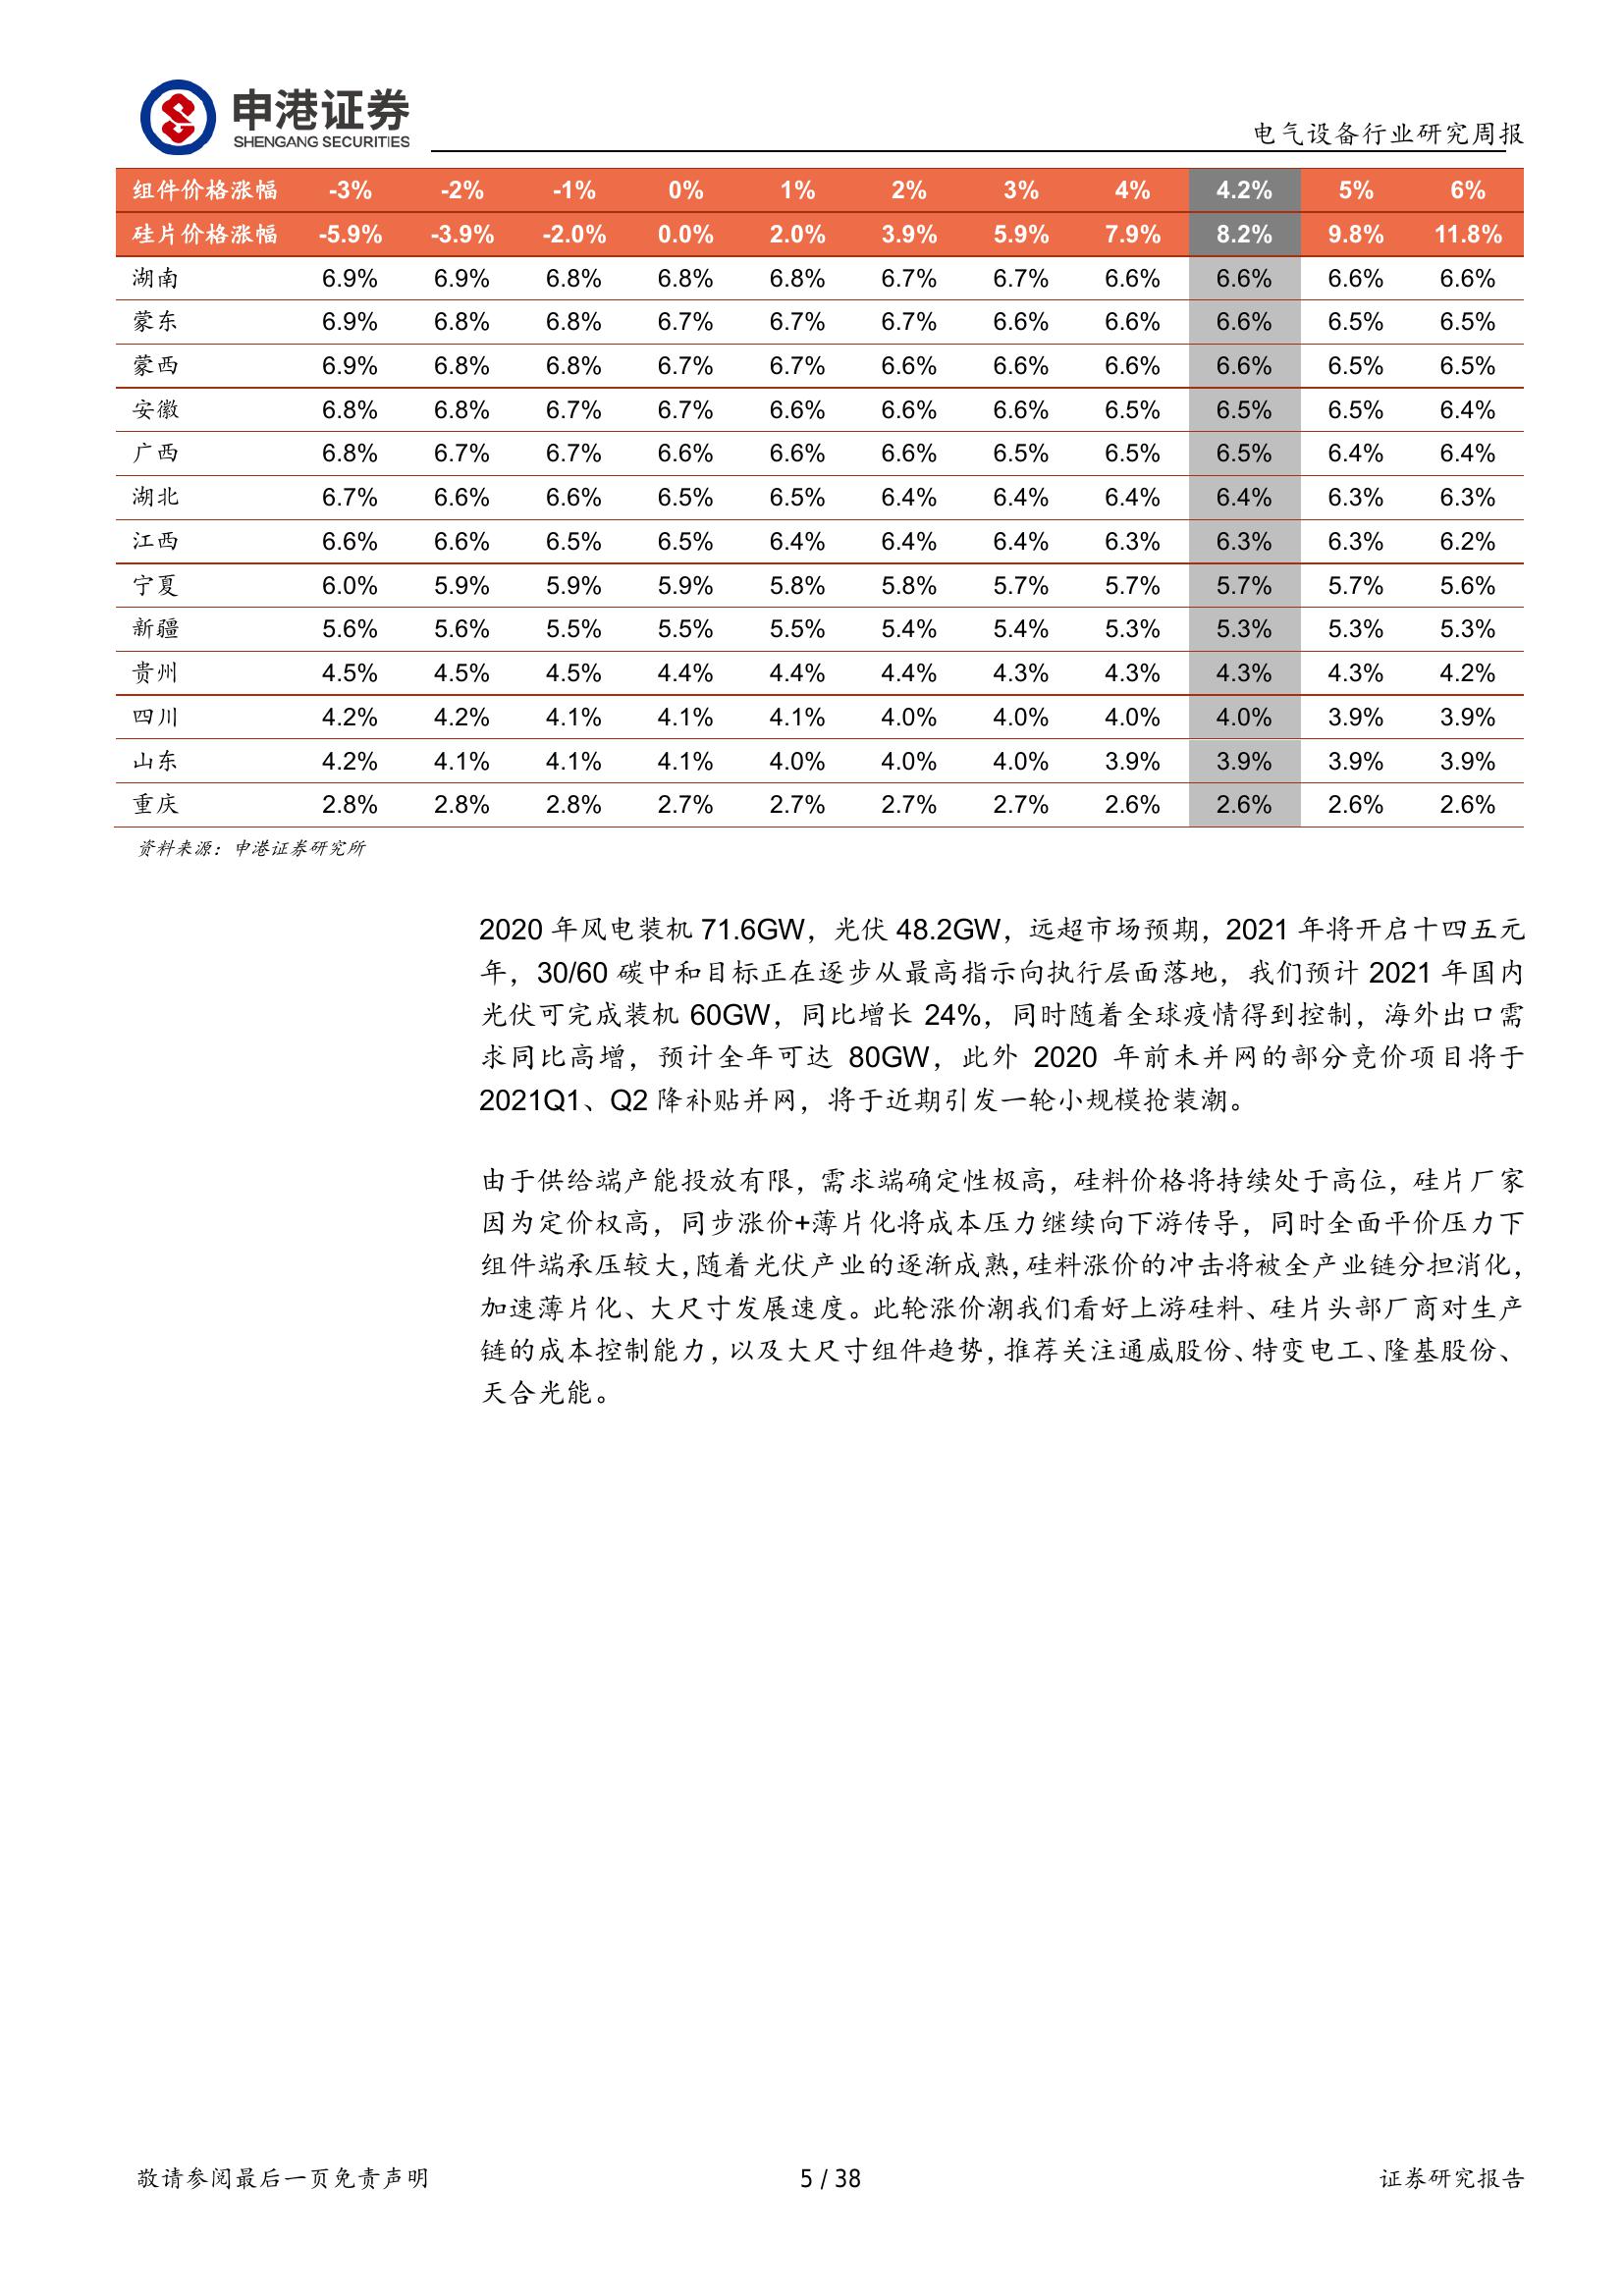 申港证券
SHENGANG SECURITIES
电气设备行业研究周报
组件价格涨幅 -3% -2% -1% 0% 1% 2% 3% 4% 4.2% 5% 6%
硅片价格涨幅 -5.9% -3.9% -2.0% 0.0% 2.0% 3.9% 5.9% 7.9% 8.2% 9.8% 11.8%
湖南 6.9% 6.9% 6.8% 6.8% 6.8% 6.7% 6.7% 6.6% 6.6% 6.6% 6.6%
蒙东 6.9% 6.8% 6.8% 6.7% 6.7% 6.7% 6.6% 6.6% 6.6% 6.5% 6.5%
蒙西 6.9% 6.8% 6.8% 6.7% 6.7% 6.6% 6.6% 6.6% 6.6% 6.5% 6.5%
安徽 6.8% 6.8% 6.7% 6.7% 6.6% 6.6% 6.6% 6.5% 6.5% 6.5% 6.4%
广西 6.8% 6.7% 6.7% 6.6% 6.6% 6.6% 6.5% 6.5% 6.5% 6.4% 6.4%
湖北 6.7% 6.6% 6.6% 6.5% 6.5% 6.4% 6.4% 6.4% 6.4% 6.3% 6.3%
江西 6.6% 6.6% 6.5% 6.5% 6.4% 6.4% 6.4% 6.3% 6.3% 6.3% 6.2%
宁夏 6.0% 5.9% 5.9% 5.9% 5.8% 5.8% 5.7% 5.7% 5.7% 5.7% 5.6%
新疆 5.6% 5.6% 5.5% 5.5% 5.5% 5.4% 5.4% 5.3% 5.3% 5.3% 5.3%
贵州 4.5% 4.5% 4.5% 4.4% 4.4% 4.4% 4.3% 4.3% 4.3% 4.3% 4.2%
四川 4.2% 4.2% 4.1% 4.1% 4.1% 4.0% 4.0% 4.0% 4.0% 3.9% 3.9%
山东 4.2% 4.1% 4.1% 4.1% 4.0% 4.0% 4.0% 3.9% 3.9% 3.9% 3.9%
重庆 2.8% 2.8% 2.8% 2.7% 2.7% 2.7% 2.7% 2.6% 2.6% 2.6% 2.6%
资料来源：申港证券研究所
2020 年风电装机 71.6GW，光伏 48.2GW，远超市场预期，2021 年将开启十四五元
年，30/60 碳中和目标正在逐步从最高指示向执行层面落地，我们预计 2021 年国内
光伏可完成装机 60GW，同比增长 24%，同时随着全球疫情得到控制，海外出口需
求同比高增，预计全年可达 80GW，此外 2020 年前未并网的部分竞价项目将于
2021Q1、Q2 降补贴并网，将于近期引发一轮小规模抢装潮。
由于供给端产能投放有限，需求端确定性极高，硅料价格将持续处于高位，硅片厂家
因为定价权高，同步涨价+薄片化将成本压力继续向下游传导，同时全面平价压力下
组件端承压较大，随着光伏产业的逐渐成熟，硅料涨价的冲击将被全产业链分担消化，
加速薄片化、大尺寸发展速度。此轮涨价潮我们看好上游硅料、硅片头部厂商对生产
链的成本控制能力，以及大尺寸组件趋势，推荐关注通威股份、特变电工、隆基股份、
天合光能。
敬请参阅最后一页免责声明 5 / 38 证券研究报告